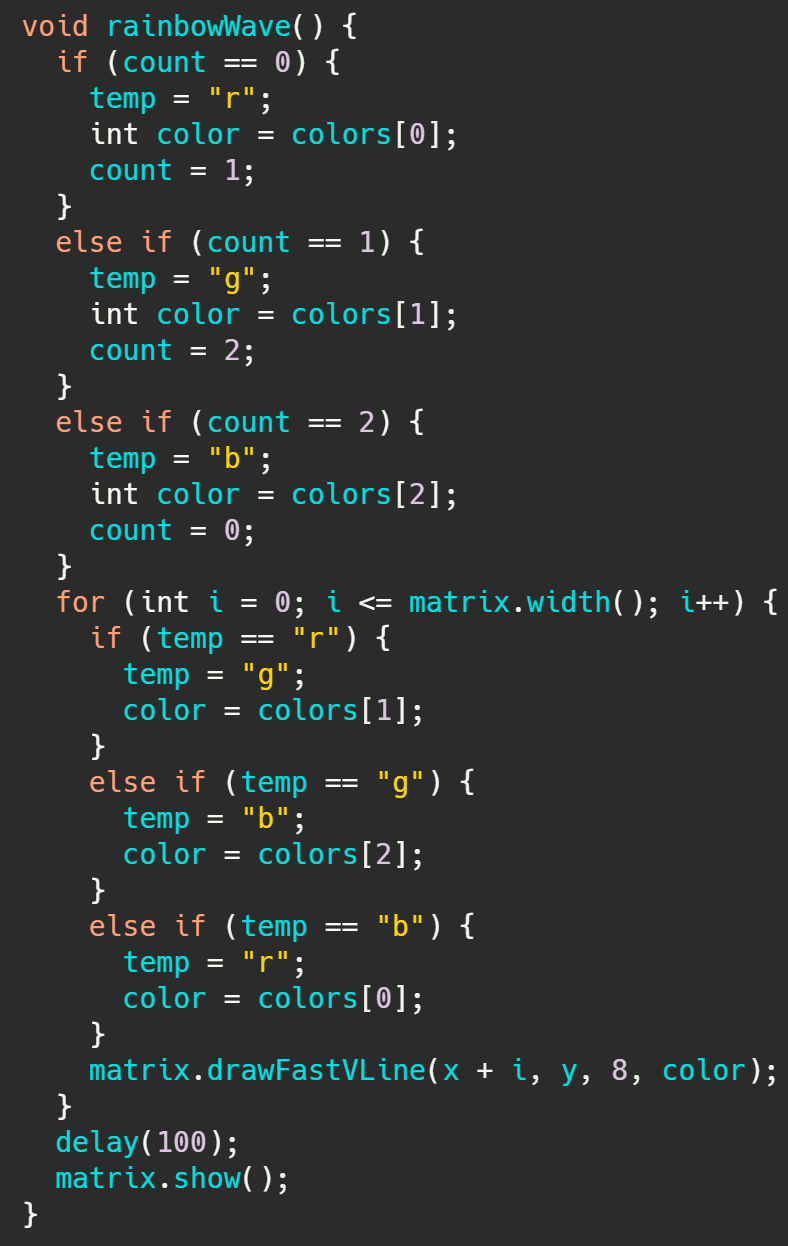 void rainbowWave() {
  if (count == 0) {
    temp = "r";
    int color = colors[0];
    count = 1;
  }
  else if (count == 1) {
    temp = "g";
    int color = colors[1];
    count = 2;
  }
  else if (count == 2) {
    temp = "b";
    int color = colors[2];
    count = 0;
  }
  for (int i = 0; i <= matrix.width(); i++) {
    if (temp == "r") {
      temp = "g";
      color = colors[1];
    }
    else if (temp == "g") {
      temp = "b";
      color = colors[2];
    }
    else if (temp == "b") {
      temp = "r";
      color = colors[0];
    }
    matrix.drawFastVLine(x + i, y, 8, color);
  }
  delay(100);
  matrix.show();
}